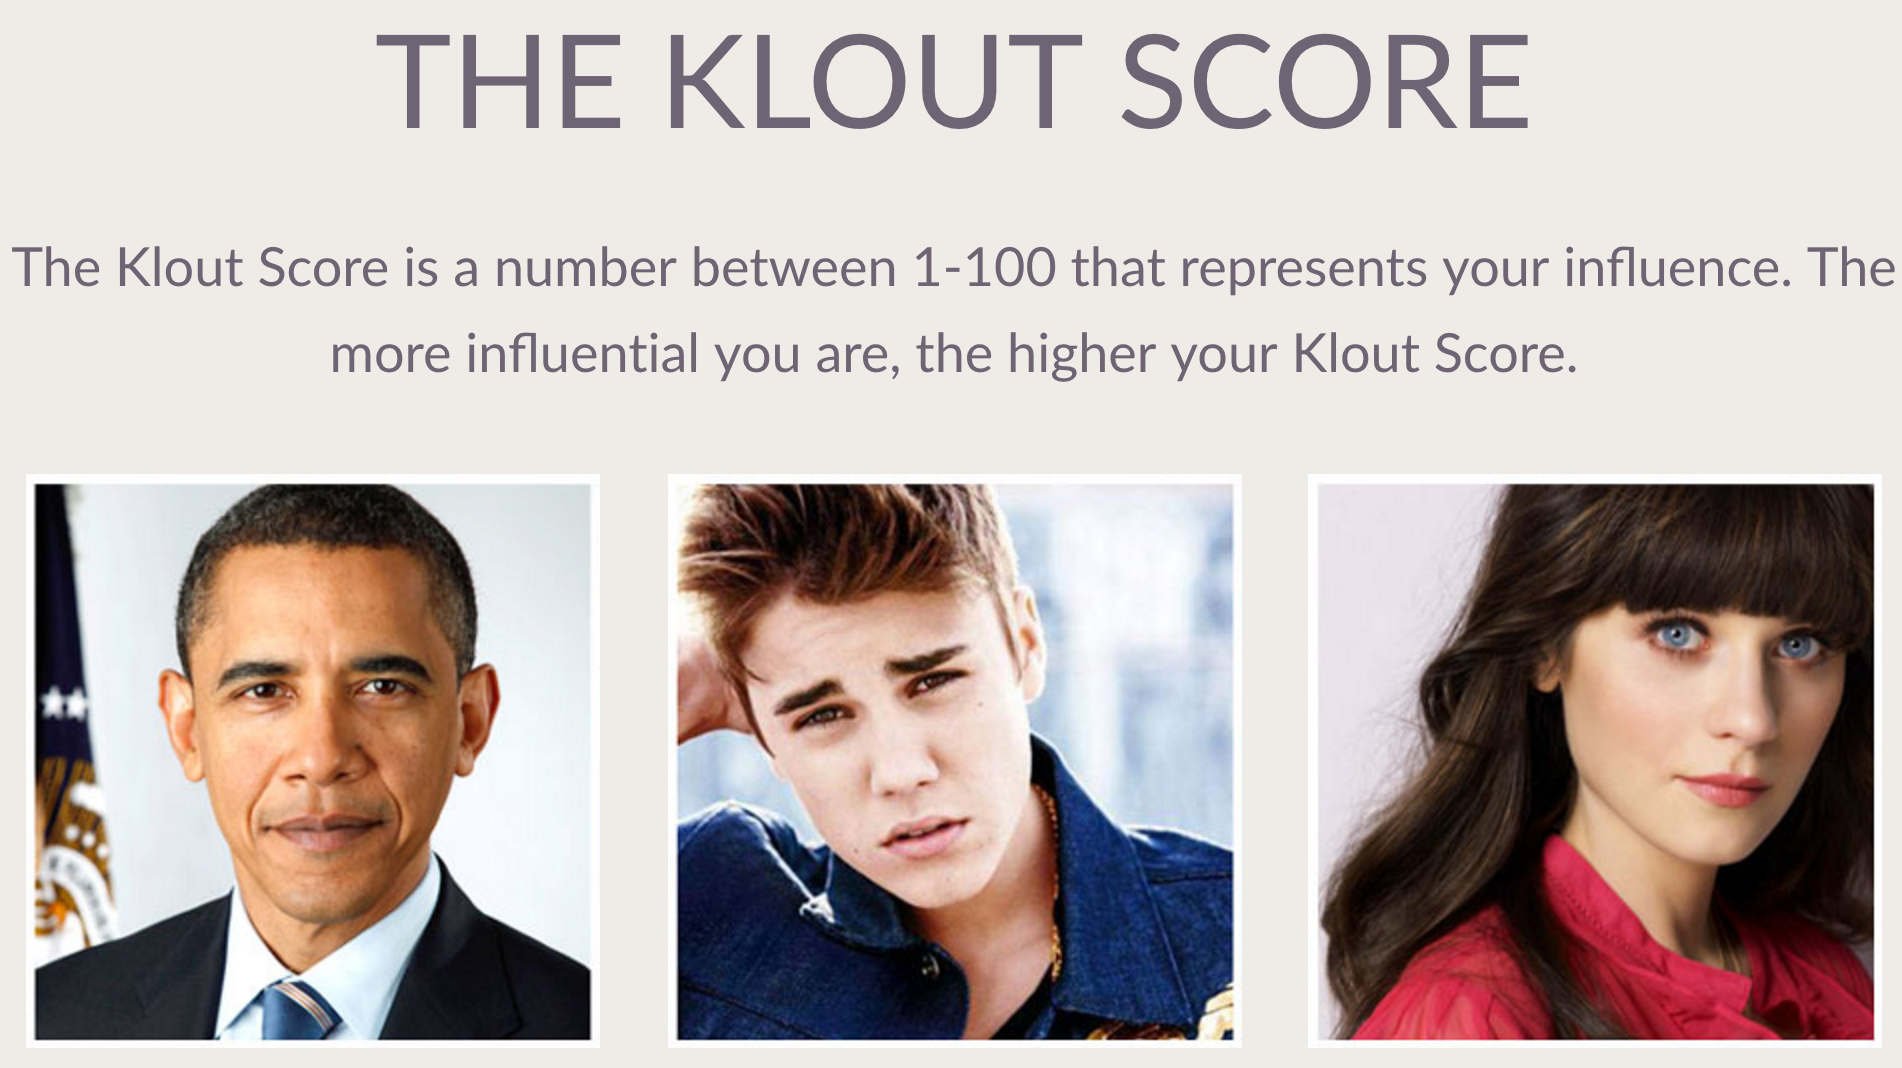 THE KLOUT SCORE
The Klout Score is a number between 1-100 that represents your influence. The
more influential you are, the higher your Klout Score.